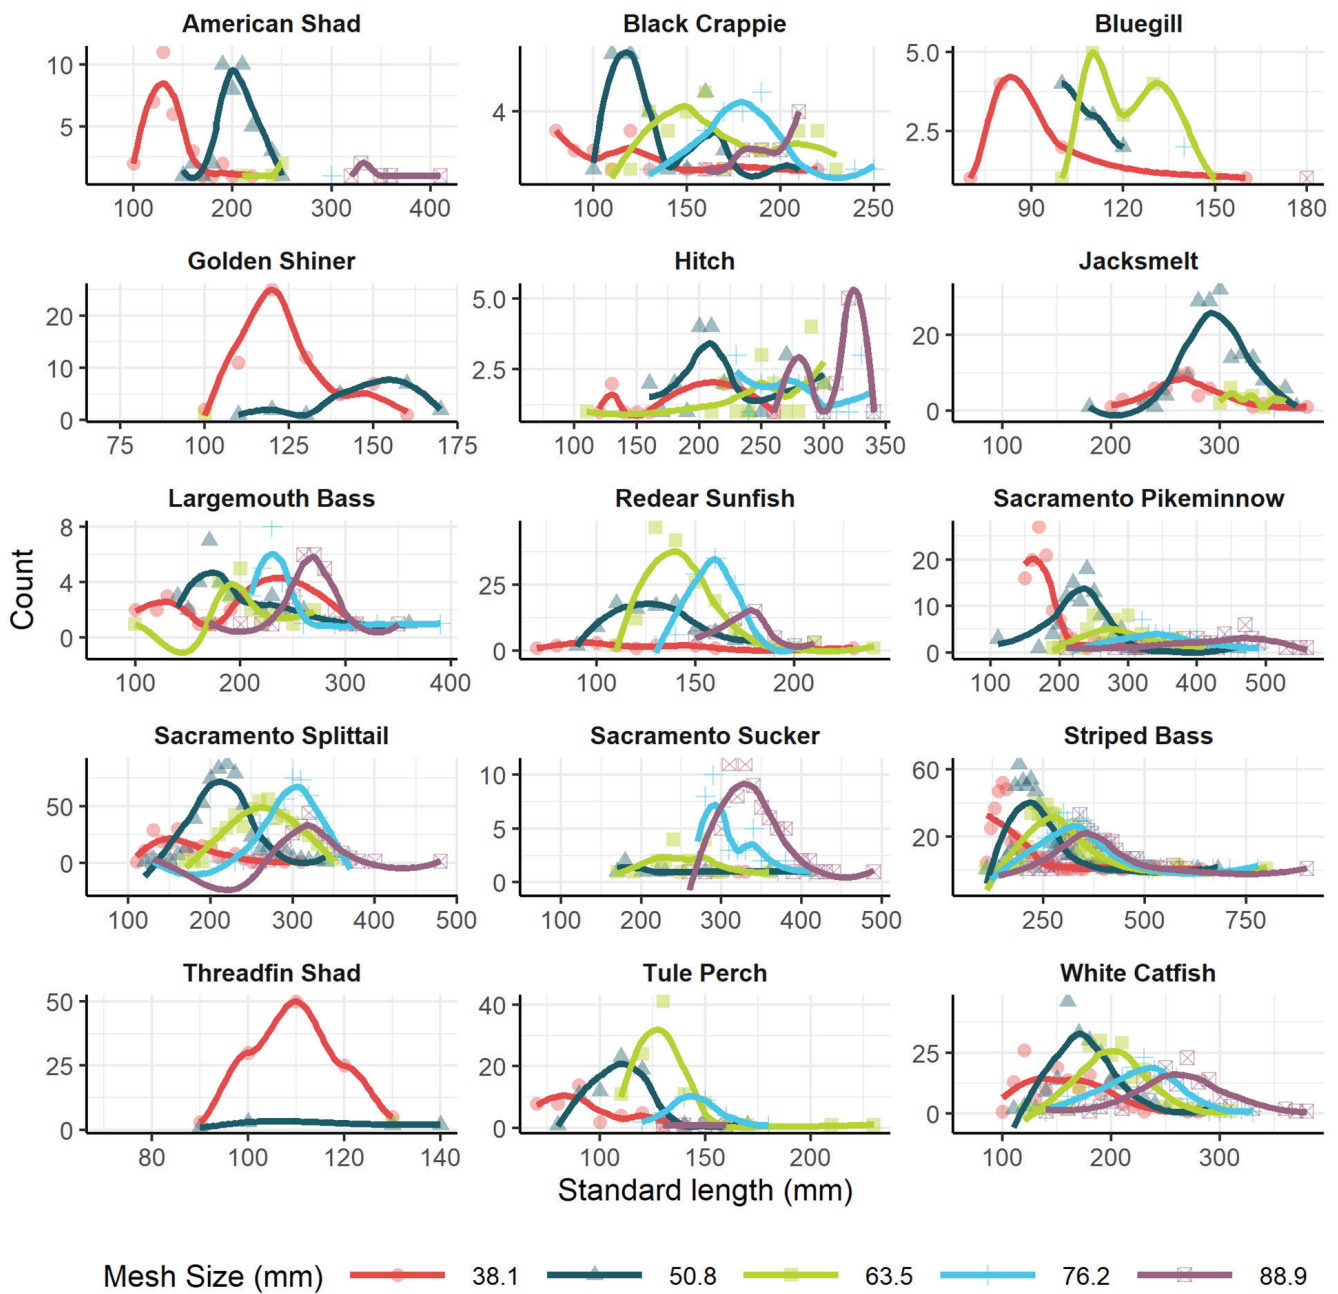 American Shad Black Crappie Bluegill
10 5 4 5.0 2.5
100 200 300 400 100 150 200 250 90 120 150 180
Golden Shiner Hitch Jacksmelt
20 10 0 5.0 2.5 20 0
75 100 125 150 175 100 150 200 250 300 350 100 200 300
Largemouth Bass Redear Sunfish Sacramento Pikeminnow
8 4 0 25 0 20 10 0
100 200 300 400 100 150 200 100 200 300 400 500
Count
Sacramento Splittail Sacramento Sucker Striped Bass
50 0 10 5 0 60 20
100 200 300 400 500 100 200 300 400 500 250 500 750
Threadfin Shad Tule Perch White Catfish
50 25 0 40 20 0 25 0
80 100 120 140 100 150 200 100 200 300
Standard length (mm)
Mesh Size (mm) 38.1 50.8 63.5 76.2 88.9